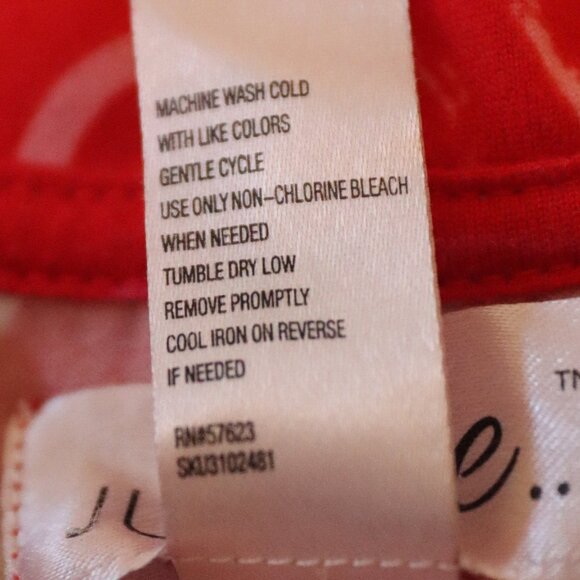 MACHINE WASH COLD
WITH LIKE COLORS
GENTLE CYCLE
USE ONLY NON-CHLORINE BLEACH
WHEN NEEDED
TUMBLE DRY LOW
REMOVE PROMPTLY
COOL IRON ON REVERSE
IF NEEDED
RN#57623
SKU3102481